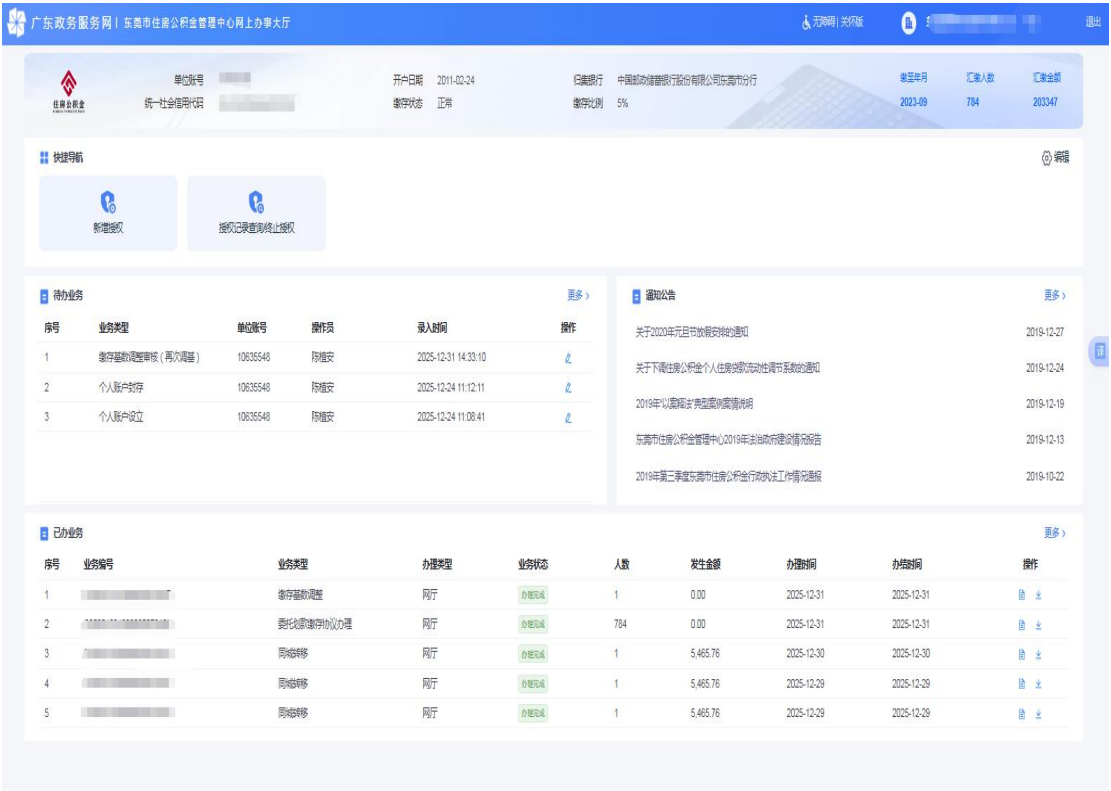 广东政务服务网 | 东莞市住房公积金管理中心网上办事大厅 无障碍 | 关怀版 退出
住房公积金 单位账号 开户日期 2011-02-24 归集银行 中国邮政储蓄银行股份有限公司东莞市分行 缴至年月 汇缴人数 汇缴金额
统一社会信用代码 缴存状态 正常 缴存比例 5% 2023-09 784 203347
快捷导航 编辑
新增授权 授权记录查询/终止授权
待办业务 更多
序号 业务类型 单位账号 操作员 录入时间 操作
1 缴存基数调整审核(再次调基) 10635548 陈植安 2025-12-31 14:33:10
2 个人账户封存 10635548 陈植安 2025-12-24 11:12:11
3 个人账户设立 10635548 陈植安 2025-12-24 11:08:41
通知公告 更多
关于2020年元旦节放假安排的通知 2019-12-27
关于下调住房公积金个人住房贷款流动性调节系数的通知 2019-12-24
2019年“以案释法”典型案例案情说明 2019-12-19
东莞市住房公积金管理中心2019年法治政府建设情况报告 2019-12-13
2019年第三季度东莞市住房公积金行政执法工作情况通报 2019-10-22
译
已办业务 更多
序号 业务编号 业务类型 办理类型 业务状态 人数 发生金额 办理时间 办结时间 操作
1 缴存基数调整 网厅 办理完成 1 0.00 2025-12-31 2025-12-31
2 委托划款缴存协议办理 网厅 办理完成 784 0.00 2025-12-31 2025-12-31
3 同城转移 网厅 办理完成 1 5,465.76 2025-12-30 2025-12-30
4 同城转移 网厅 办理完成 1 5,465.76 2025-12-29 2025-12-29
5 同城转移 网厅 办理完成 1 5,465.76 2025-12-29 2025-12-29